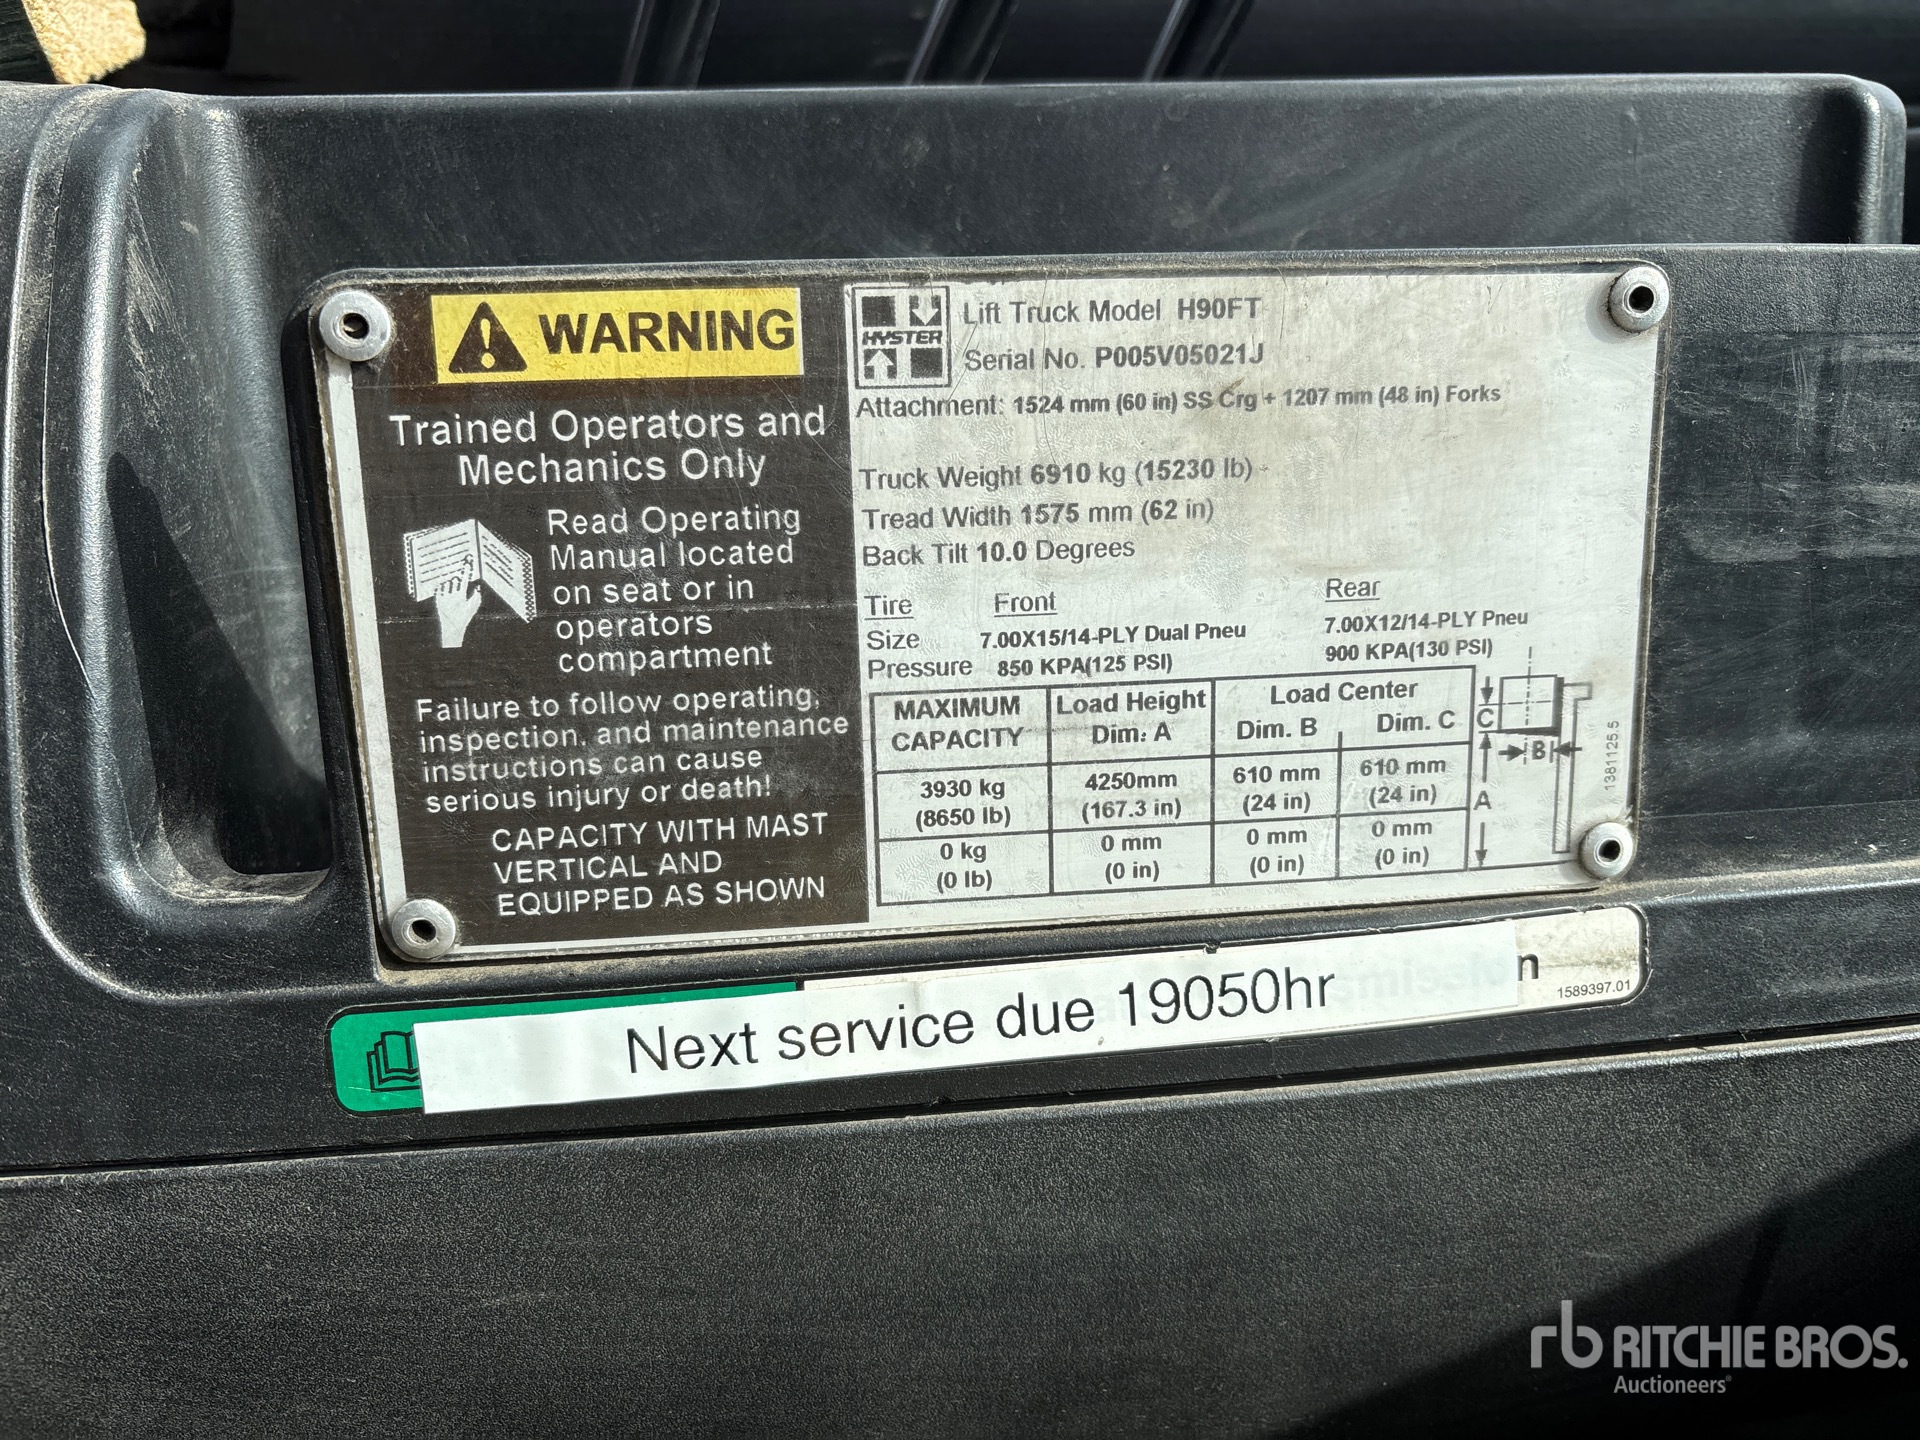 WARNING
Trained Operators and
Mechanics Only
Read Operating
Manual located
on seat or in
operators
compartment
Failure to follow operating,
inspection, and maintenance
instructions can cause
serious injury or death!
CAPACITY WITH MAST
VERTICAL AND
EQUIPPED AS SHOWN
HYSTER
Lift Truck Model H90FT
Serial No. P005V05021J
Attachment: 1524 mm (60 in) SS Crg + 1207 mm (48 in) Forks
Truck Weight 6910 kg (15230 lb)
Tread Width 1575 mm (62 in)
Back Tilt 10.0 Degrees
Tire Front Rear
Size 7.00X15/14-PLY Dual Pneu 7.00X12/14-PLY Pneu
Pressure 850 KPA(125 PSI) 900 KPA(130 PSI)
MAXIMUM CAPACITY Load Height Dim. A Load Center
Dim. B Dim. C
3930 kg 4250mm 610 mm 610 mm
(8650 lb) (167.3 in) (24 in) (24 in)
0 kg 0 mm 0 mm 0 mm
(0 lb) (0 in) (0 in) (0 in)
C
B
A
1381125.5
Next service due 19050hr
1589397.01
rb RITCHIE BROS.
Auctioneers